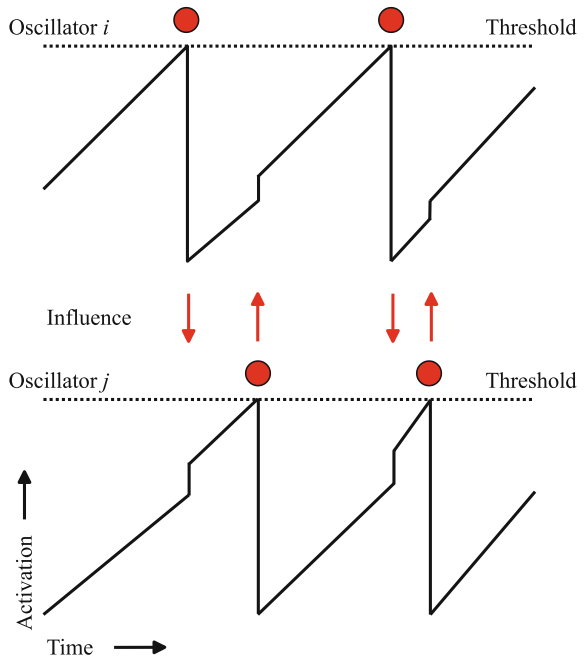 Oscillator i
Threshold
Influence
Oscillator j
Threshold
Activation
Time